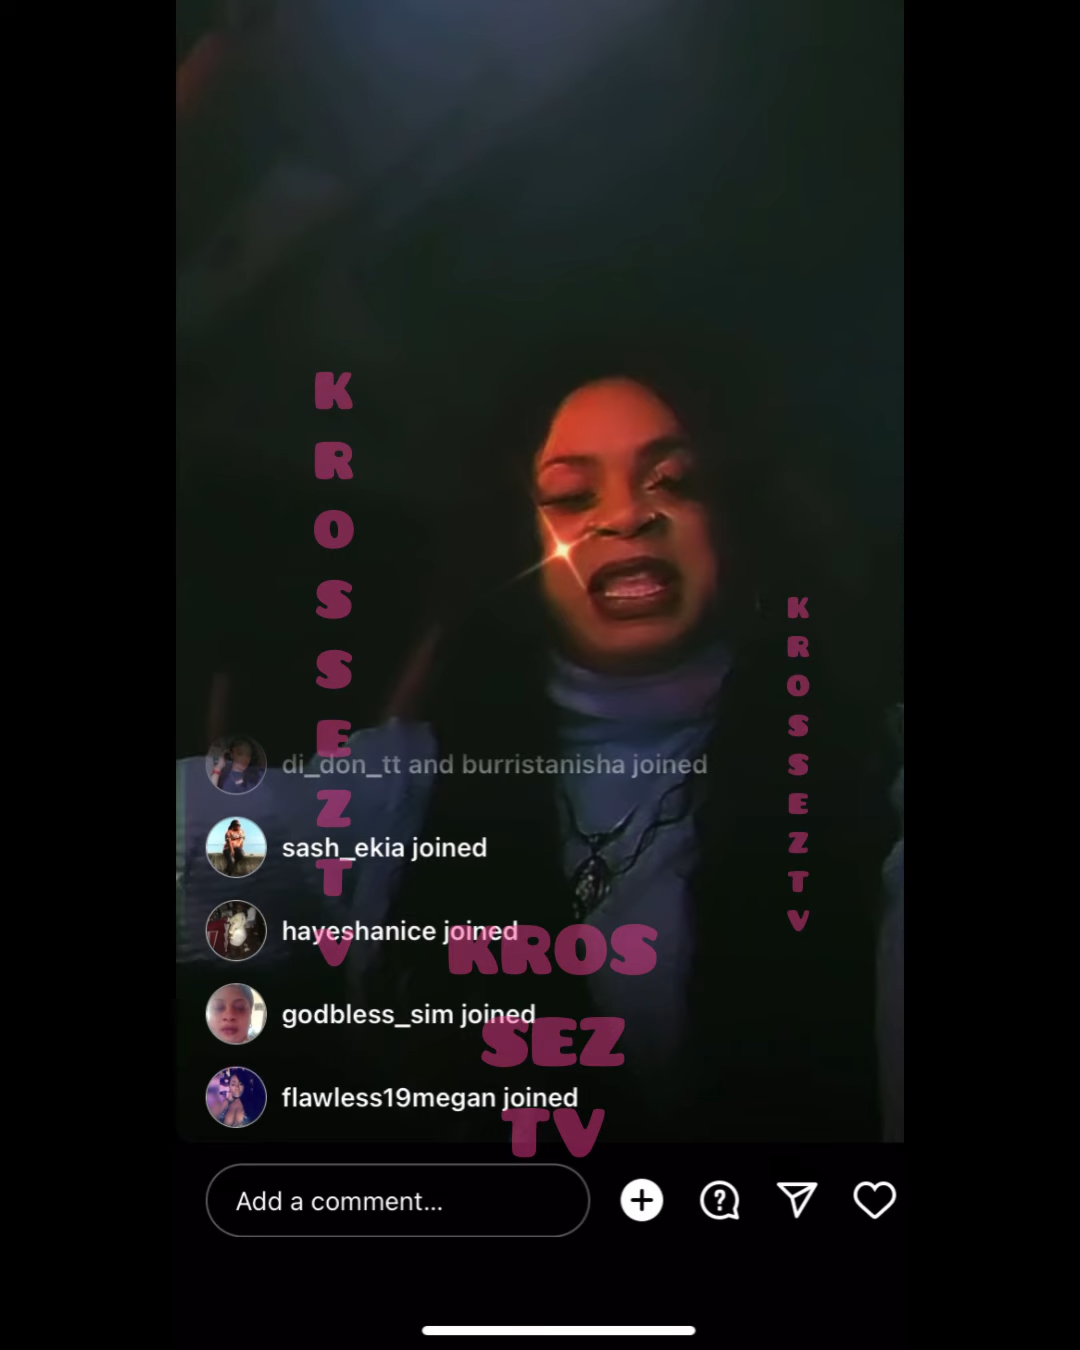 K
R
O
S
S
E
Z
T
V
K
R
O
S
S
E
Z
T
V
di_don_tt and burristanisha joined
sash_ekia joined
hayeshanice joined
KROS
godbless_sim joined
SEZ
flawless19megan joined
TV
Add a comment...